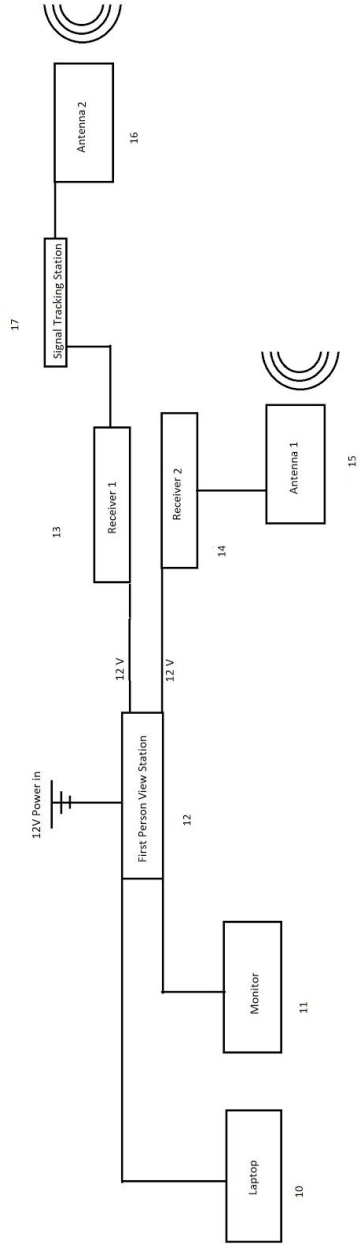 12V Power in
Laptop
10
Monitor
11
First Person View Station
12
12 V
12 V
Receiver 1
13
Receiver 2
14
Antenna 1
15
Signal Tracking Station
17
Antenna 2
16